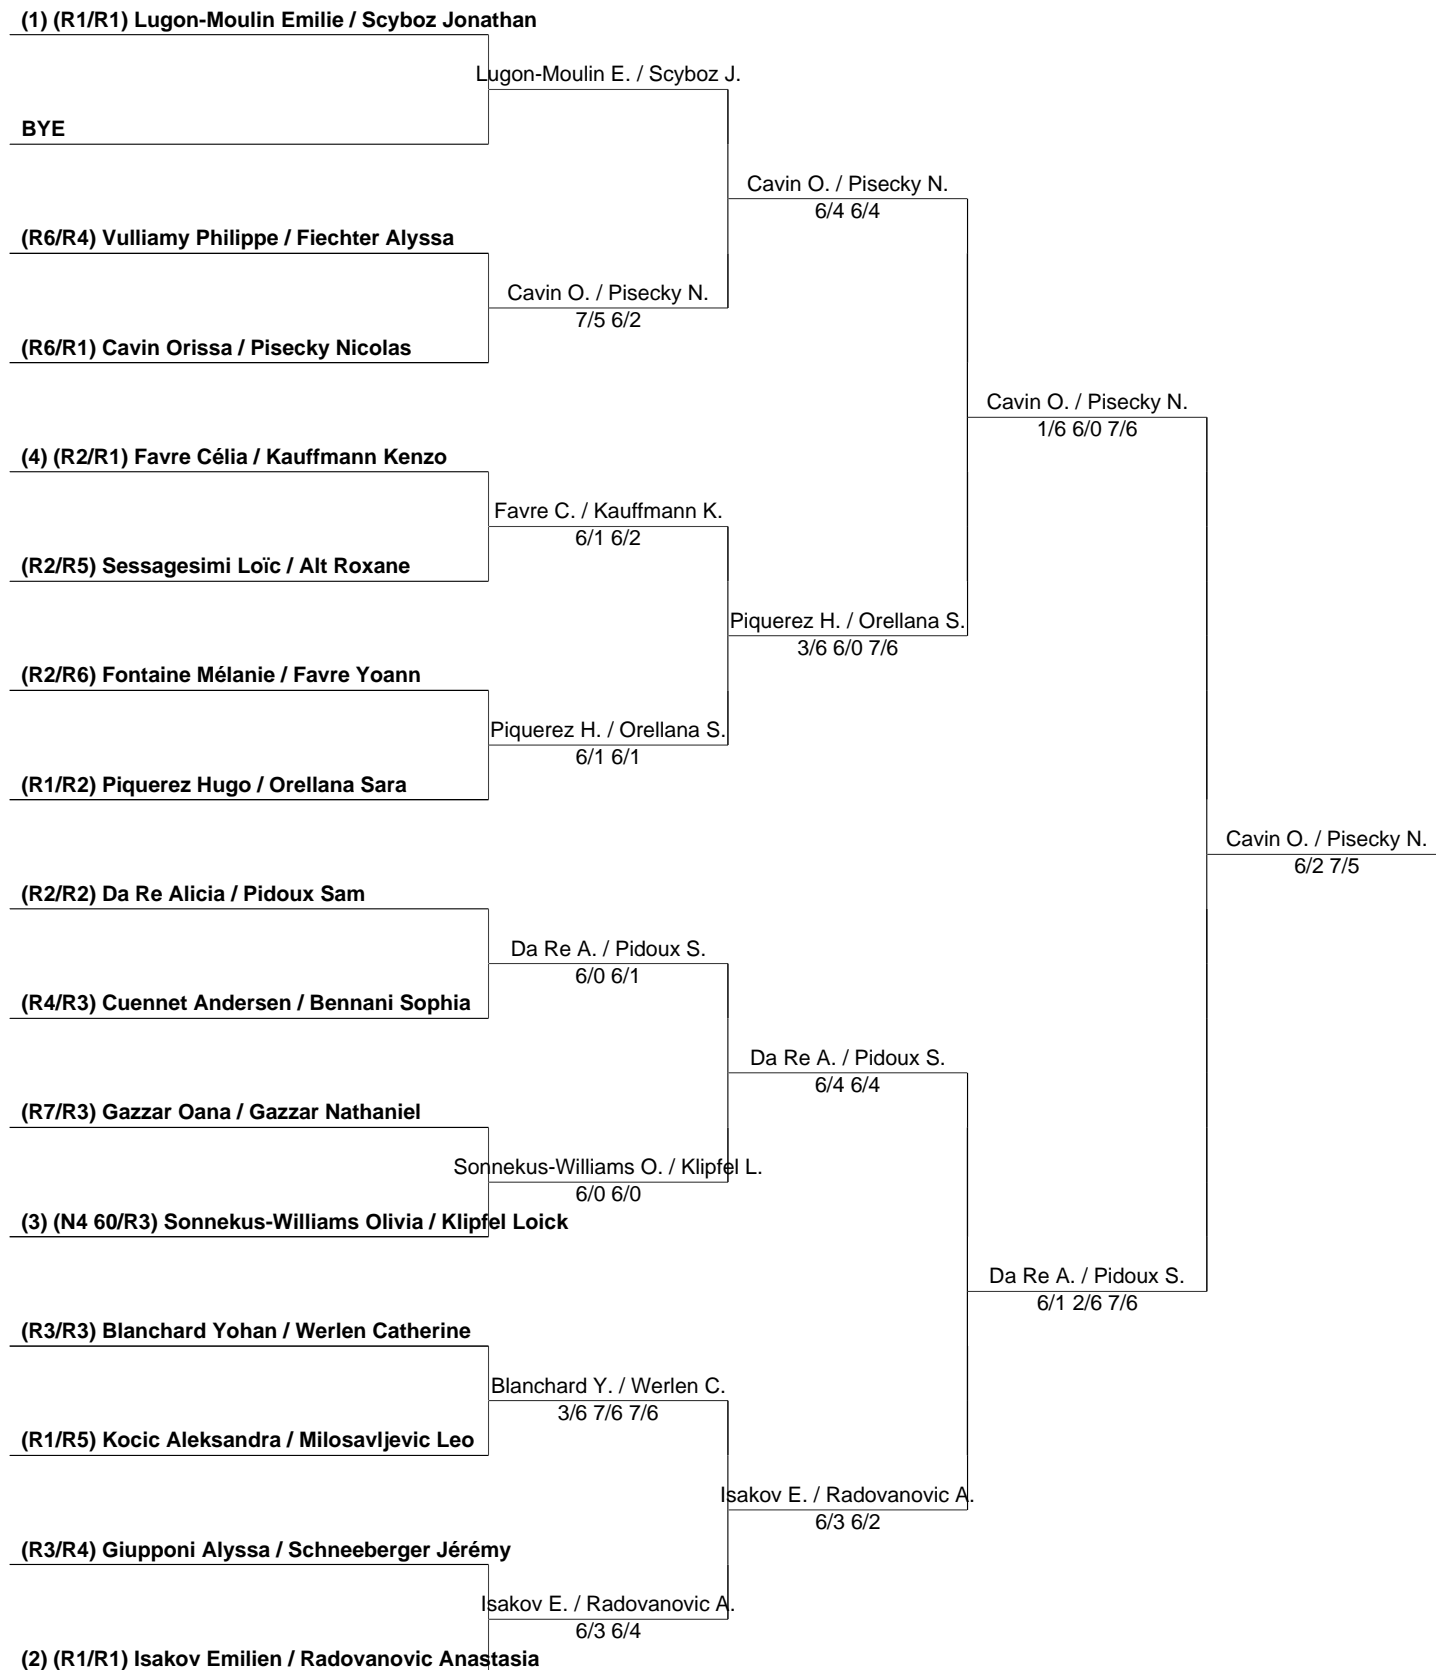 (1) (R1/R1) Lugon-Moulin Emilie / Scyboz Jonathan
Lugon-Moulin E. / Scyboz J.
BYE
Cavin O. / Pisecky N.
6/4 6/4
(R6/R4) Vulliamy Philippe / Fiechter Alyssa
Cavin O. / Pisecky N.
7/5 6/2
(R6/R1) Cavin Orissa / Pisecky Nicolas
Cavin O. / Pisecky N.
1/6 6/0 7/6
(4) (R2/R1) Favre Célia / Kauffmann Kenzo
Favre C. / Kauffmann K.
6/1 6/2
(R2/R5) Sessagesimi Loïc / Alt Roxane
Piquerez H. / Orellana S.
3/6 6/0 7/6
(R2/R6) Fontaine Mélanie / Favre Yoann
Piquerez H. / Orellana S.
6/1 6/1
(R1/R2) Piquerez Hugo / Orellana Sara
Cavin O. / Pisecky N.
6/2 7/5
(R2/R2) Da Re Alicia / Pidoux Sam
Da Re A. / Pidoux S.
6/0 6/1
(R4/R3) Cuennet Andersen / Bennani Sophia
Da Re A. / Pidoux S.
6/4 6/4
(R7/R3) Gazzar Oana / Gazzar Nathaniel
Sonnekus-Williams O. / Klipfel L.
6/0 6/0
(3) (N4 60/R3) Sonnekus-Williams Olivia / Klipfel Loick
Da Re A. / Pidoux S.
6/1 2/6 7/6
(R3/R3) Blanchard Yohan / Werlen Catherine
Blanchard Y. / Werlen C.
3/6 7/6 7/6
(R1/R5) Kocic Aleksandra / Milosavljevic Leo
Isakov E. / Radovanovic A.
6/3 6/2
(R3/R4) Giupponi Alyssa / Schneeberger Jérémy
Isakov E. / Radovanovic A.
6/3 6/4
(2) (R1/R1) Isakov Emilien / Radovanovic Anastasia